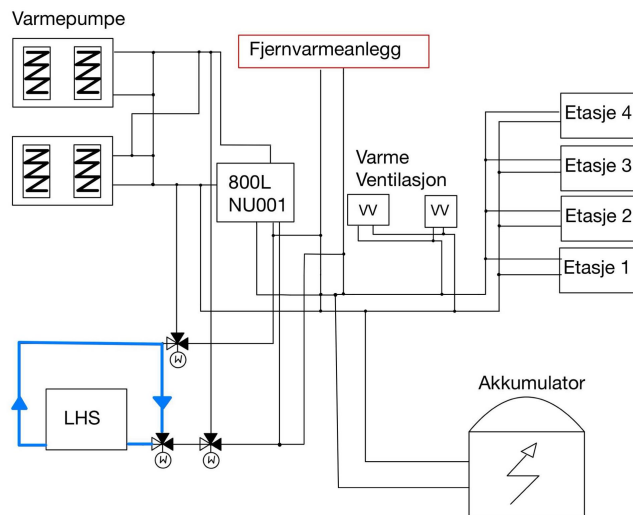 Varmepumpe
Fjernvarmeanlegg
Etasje 4
Etasje 3
Etasje 2
Etasje 1
Varme
Ventilasjon
VV
VV
800L
NU001
M
LHS
M
M
Akkumulator